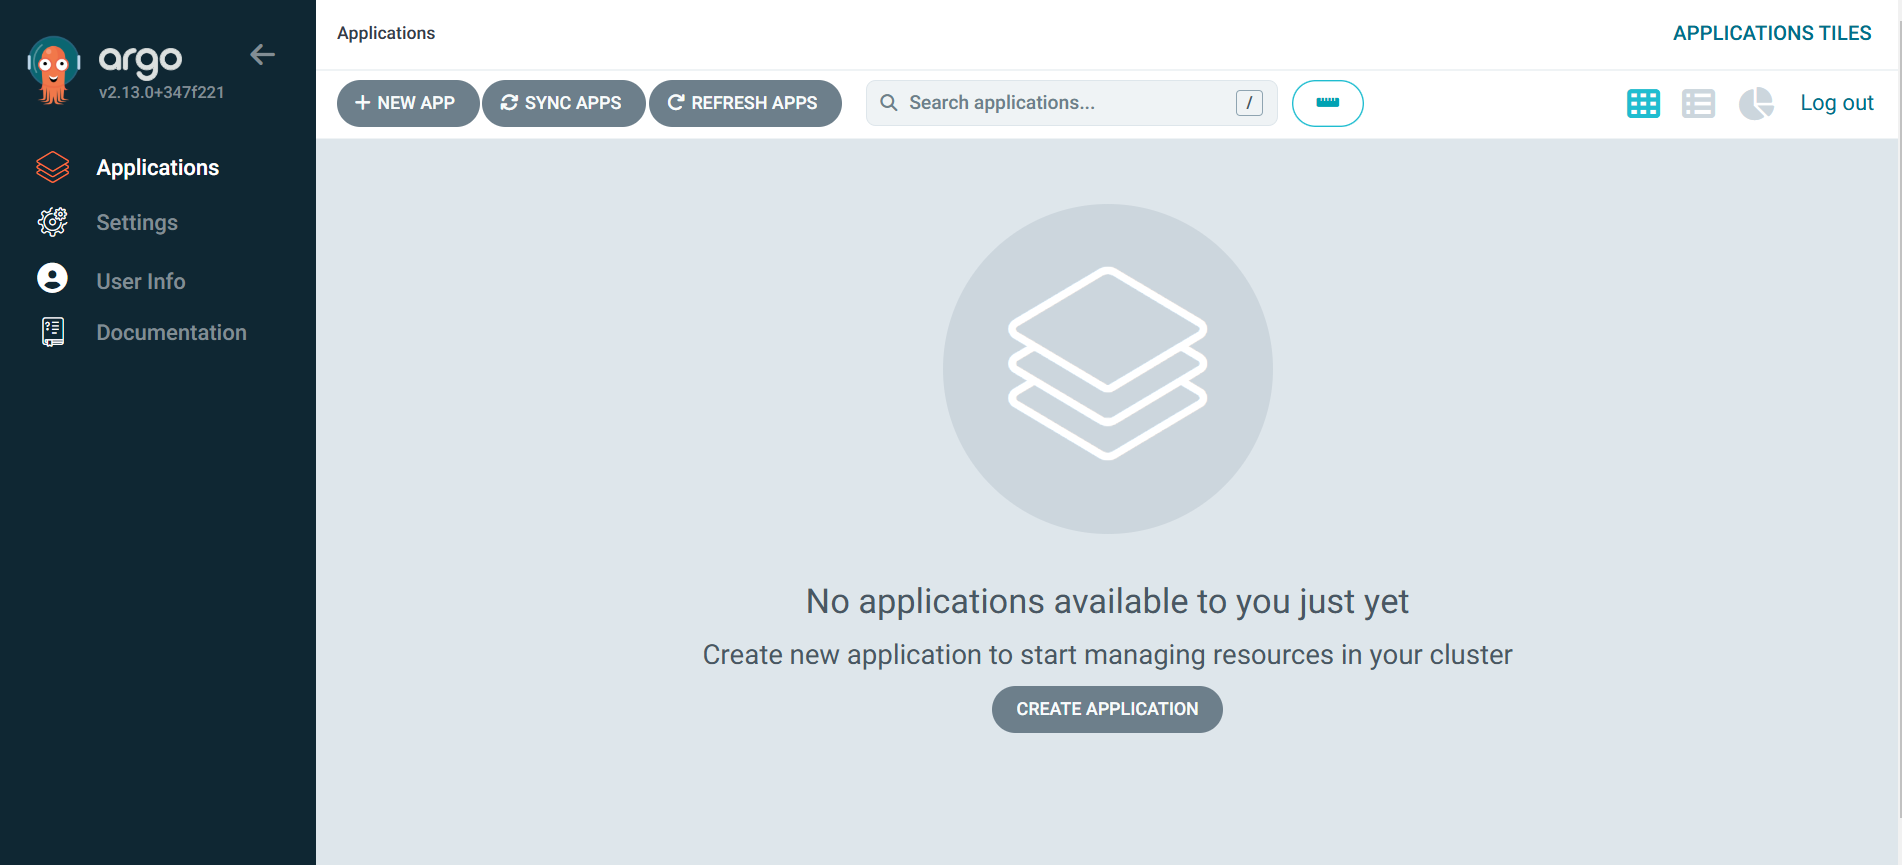 argo
v2.13.0+347f221
Applications
Settings
User Info
Documentation
Applications
APPLICATIONS TILES
NEW APP
SYNC APPS
REFRESH APPS
Search applications...
/
Log out
No applications available to you just yet
Create new application to start managing resources in your cluster
CREATE APPLICATION